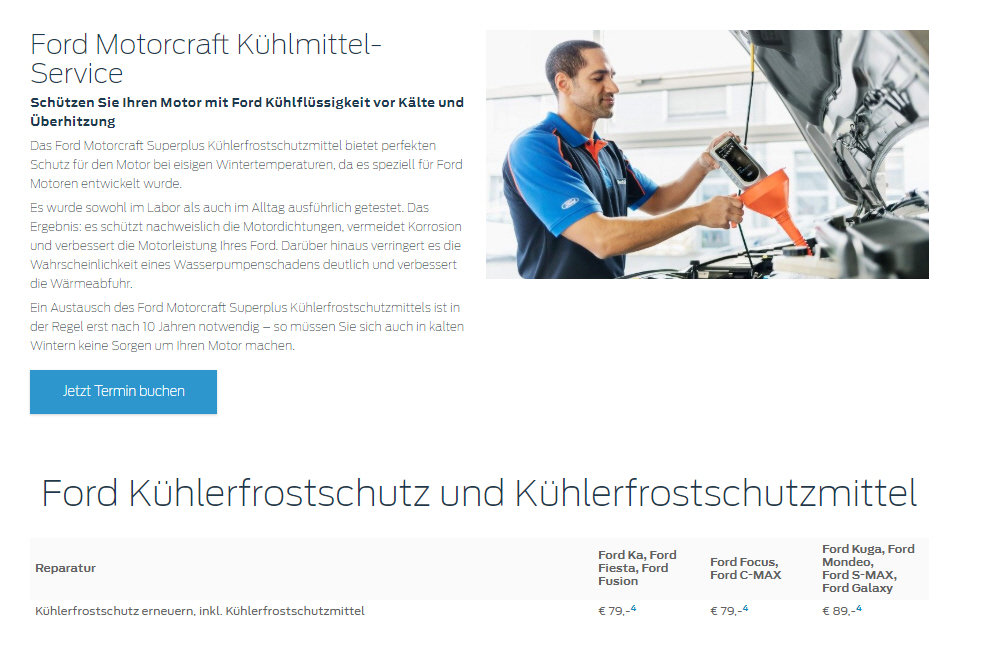 Ford Motorcraft Kühlmittel-
Service
Schützen Sie Ihren Motor mit Ford Kühlflüssigkeit vor Kälte und
Überhitzung
Das Ford Motorcraft Superplus Kühlerfrostschutzmittel bietet perfekten
Schutz für den Motor bei eisigen Wintertemperaturen, da es speziell für Ford
Motoren entwickelt wurde.
Es wurde sowohl im Labor als auch im Alltag ausführlich getestet. Das
Ergebnis: es schützt nachweislich die Motordichtungen, vermeidet Korrosion
und verbessert die Motorleistung Ihres Ford. Darüber hinaus verringert es die
Wahrscheinlichkeit eines Wasserpumpenschadens deutlich und verbessert
die Wärmeabfuhr.
Ein Austausch des Ford Motorcraft Superplus Kühlerfrostschutzmittels ist in
der Regel erst nach 10 Jahren notwendig – so müssen Sie sich auch in kalten
Wintern keine Sorgen um Ihren Motor machen.
Jetzt Termin buchen
Ford Kühlerfrostschutz und Kühlerfrostschutzmittel
Reparatur
Ford Ka, Ford
Fiesta, Ford
Fusion
Ford Focus,
Ford C-MAX
Ford Kuga, Ford
Mondeo,
Ford S-MAX,
Ford Galaxy
Kühlerfrostschutz erneuern, inkl. Kühlerfrostschutzmittel
€ 79,-4
€ 79,-4
€ 89,-4